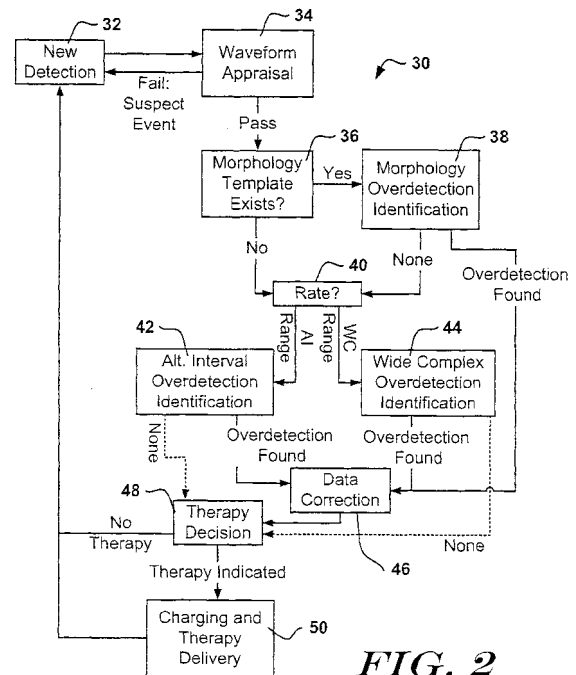 32
New
Detection
34
Waveform
Appraisal
30
Fail:
Suspect
Event
Pass
36
Morphology
Template
Exists?
Yes
38
Morphology
Overdetection
Identification
No
None
Overdetection
Found
40
Rate?
AI
Range
WC
Range
42
Alt. Interval
Overdetection
Identification
44
Wide Complex
Overdetection
Identification
None
Overdetection
Found
Overdetection
Found
Data
Correction
46
48
Therapy
Decision
No
Therapy
None
Therapy Indicated
Charging and
Therapy
Delivery
50
FIG. 2